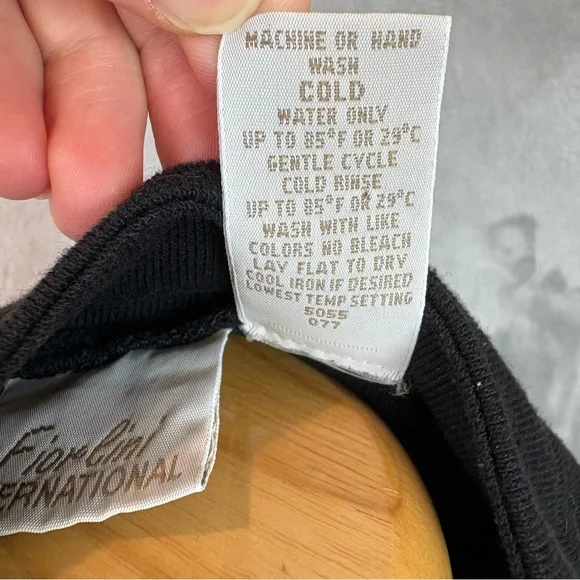 MACHINE OR HAND
WASH
COLD
WATER ONLY
UP TO 85°F OR 29°C
GENTLE CYCLE
COLD RINSE
UP TO 85°F OR 29°C
WASH WITH LIKE
COLORS NO BLEACH
LAY FLAT TO DRY
COOL IRON IF DESIRED
LOWEST TEMP SETTING
5055
077
Fiorlini
ERNATIONAL